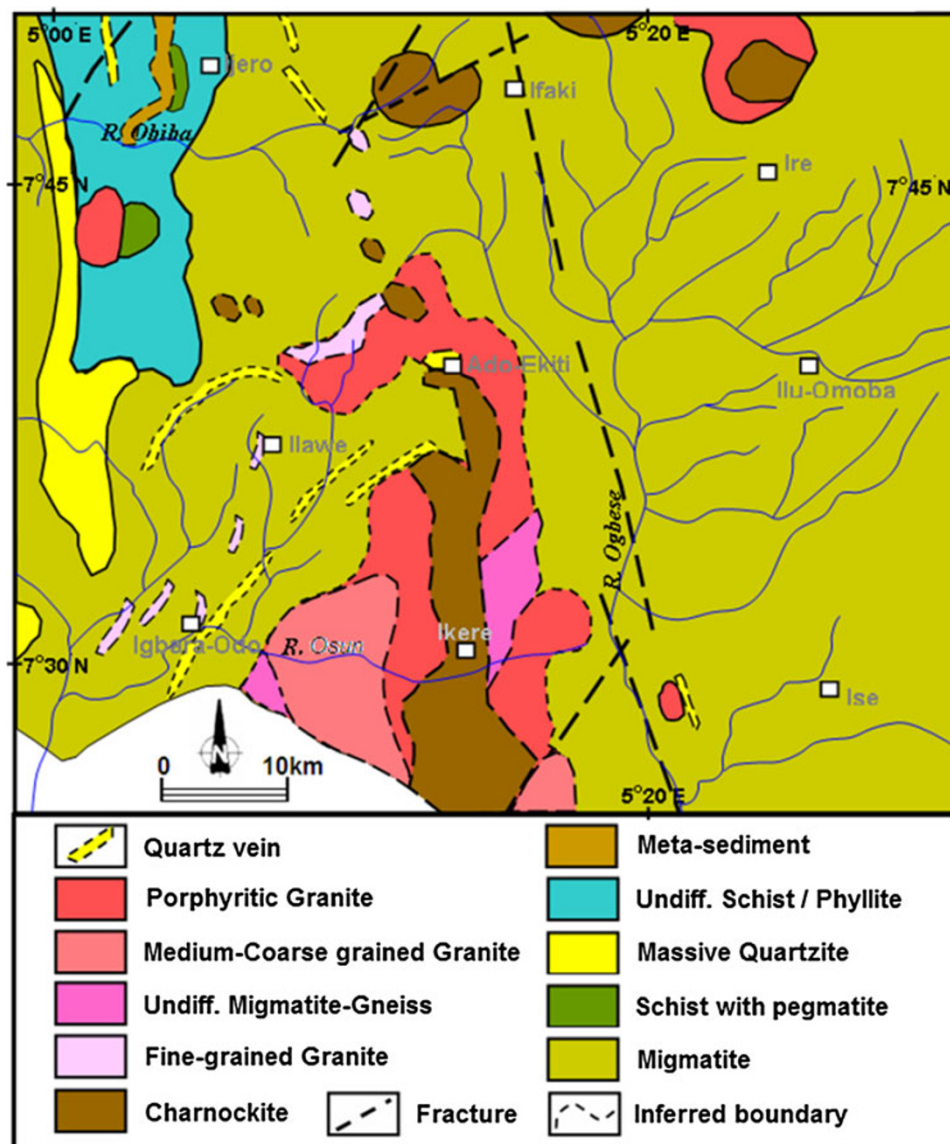 5°00 E
5°20 E
Ijero
Ifaki
R. Obiba
Ire
7°45 N
7°45 N
Ado-Ekiti
Ilu-Omoba
Ilawe
R. Ogbese
Ikere
Igbara-Odo
R. Osun
7°30 N
Ise
N
0 10km
5°20 E
Quartz vein
Meta-sediment
Porphyritic Granite
Undiff. Schist / Phyllite
Medium-Coarse grained Granite
Massive Quartzite
Undiff. Migmatite-Gneiss
Schist with pegmatite
Fine-grained Granite
Migmatite
Charnockite
Fracture
Inferred boundary